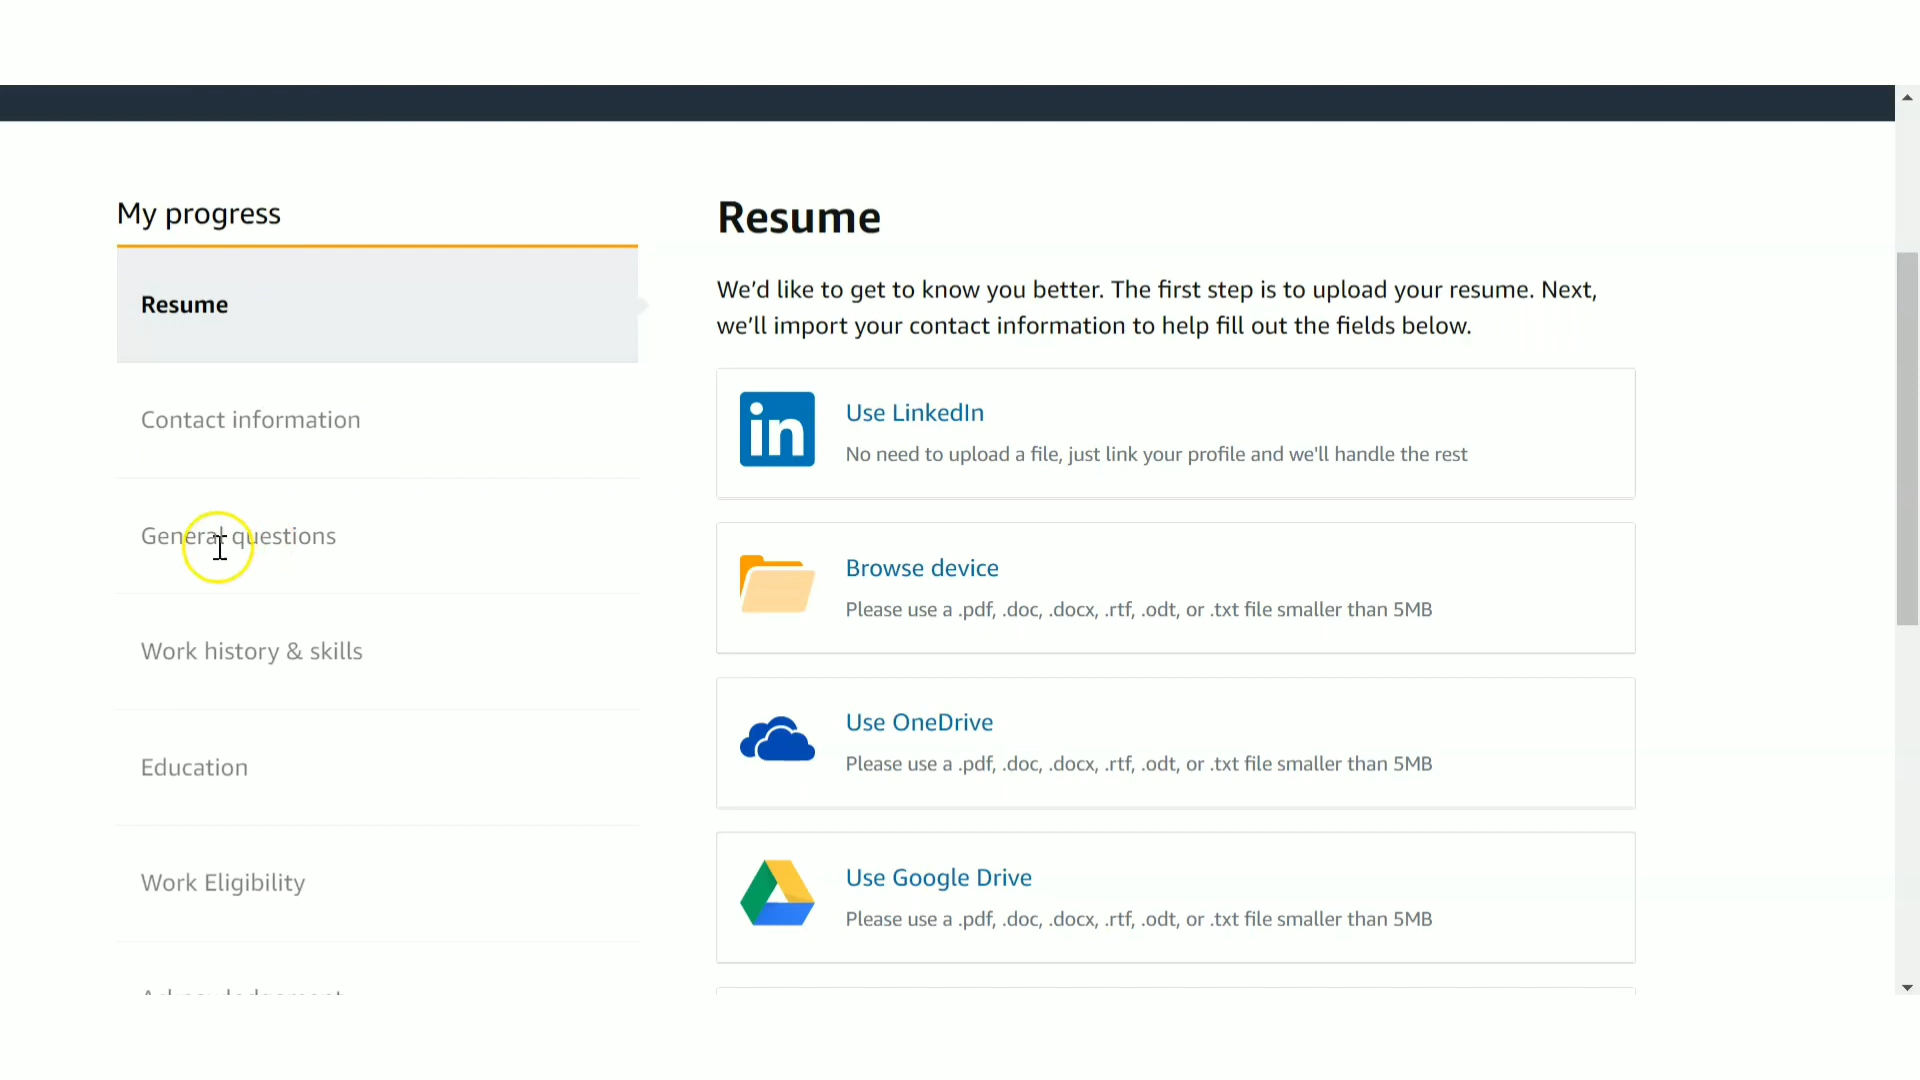 My progress
Resume
Contact information
General questions
Work history & skills
Education
Work Eligibility
Resume
We’d like to get to know you better. The first step is to upload your resume. Next,
we’ll import your contact information to help fill out the fields below.
in
Use LinkedIn
No need to upload a file, just link your profile and we'll handle the rest
Browse device
Please use a .pdf, .doc, .docx, .rtf, .odt, or .txt file smaller than 5MB
Use OneDrive
Please use a .pdf, .doc, .docx, .rtf, .odt, or .txt file smaller than 5MB
Use Google Drive
Please use a .pdf, .doc, .docx, .rtf, .odt, or .txt file smaller than 5MB